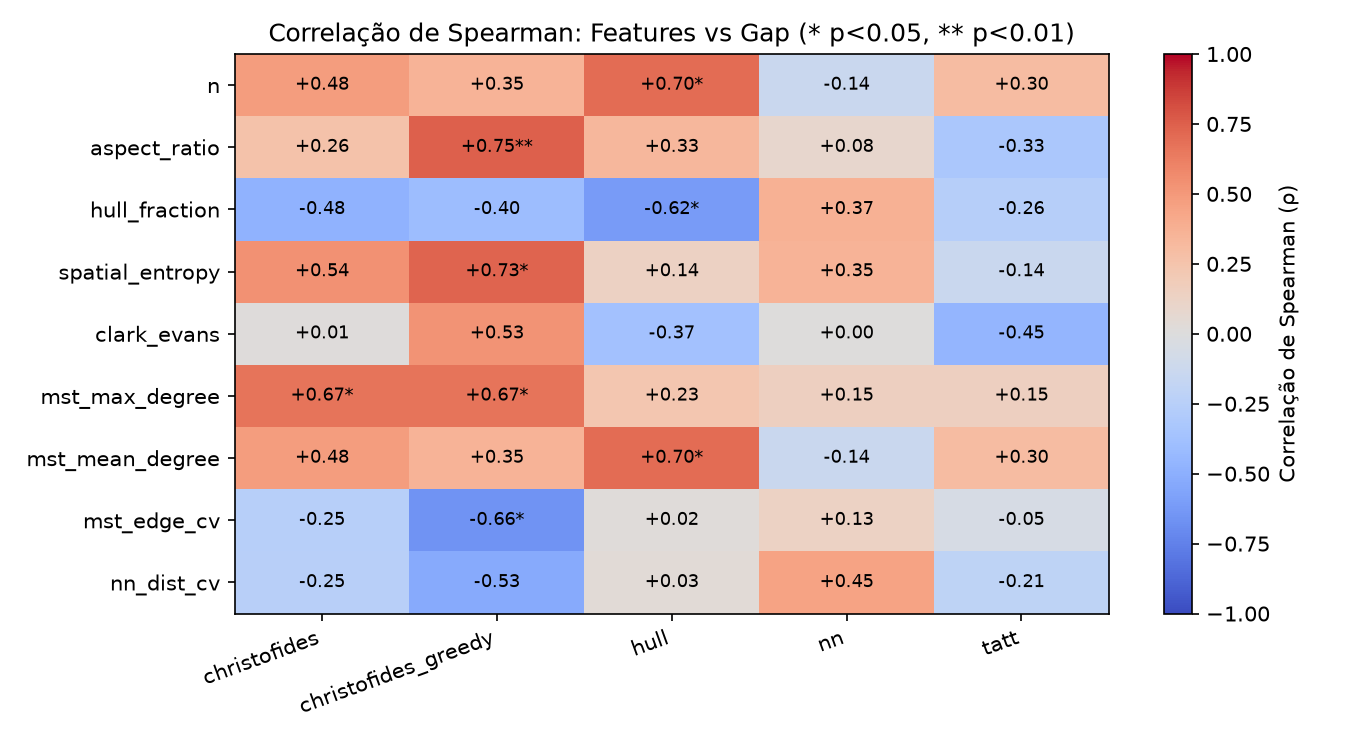 Correlação de Spearman: Features vs Gap (* p<0.05, ** p<0.01)
n +0.48 +0.35 +0.70* -0.14 +0.30
aspect_ratio +0.26 +0.75** +0.33 +0.08 -0.33
hull_fraction -0.48 -0.40 -0.62* +0.37 -0.26
spatial_entropy +0.54 +0.73* +0.14 +0.35 -0.14
clark_evans +0.01 +0.53 -0.37 +0.00 -0.45
mst_max_degree +0.67* +0.67* +0.23 +0.15 +0.15
mst_mean_degree +0.48 +0.35 +0.70* -0.14 +0.30
mst_edge_cv -0.25 -0.66* +0.02 +0.13 -0.05
nn_dist_cv -0.25 -0.53 +0.03 +0.45 -0.21
christofides christofides_greedy hull nn tatt
1.00
0.75
0.50
0.25
0.00
−0.25
−0.50
−0.75
−1.00
Correlação de Spearman (ρ)